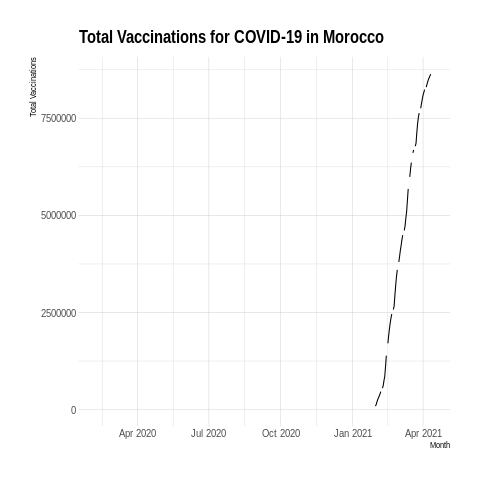 Total Vaccinations for COVID-19 in Morocco
Total Vaccinations
7500000
5000000
2500000
0
Apr 2020 Jul 2020 Oct 2020 Jan 2021 Apr 2021
Month